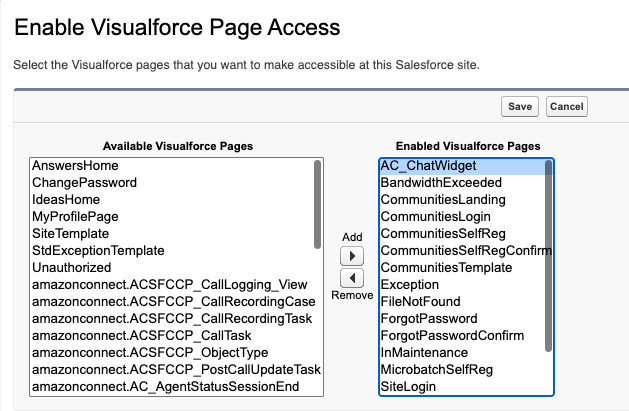 Enable Visualforce Page Access
Select the Visualforce pages that you want to make accessible at this Salesforce site.
Save Cancel
Available Visualforce Pages
AnswersHome
ChangePassword
IdeasHome
MyProfilePage
SiteTemplate
StdExceptionTemplate
Unauthorized
amazonconnect.ACSFCCP_CallLogging_View
amazonconnect.ACSFCCP_CallRecordingCase
amazonconnect.ACSFCCP_CallRecordingTask
amazonconnect.ACSFCCP_CallTask
amazonconnect.ACSFCCP_ObjectType
amazonconnect.ACSFCCP_PostCallUpdateTask
amazonconnect.AC_AgentStatusSessionEnd
Add
Remove
Enabled Visualforce Pages
AC_ChatWidget
BandwidthExceeded
CommunitiesLanding
CommunitiesLogin
CommunitiesSelfReg
CommunitiesSelfRegConfirm
CommunitiesTemplate
Exception
FileNotFound
ForgotPassword
ForgotPasswordConfirm
InMaintenance
MicrobatchSelfReg
SiteLogin